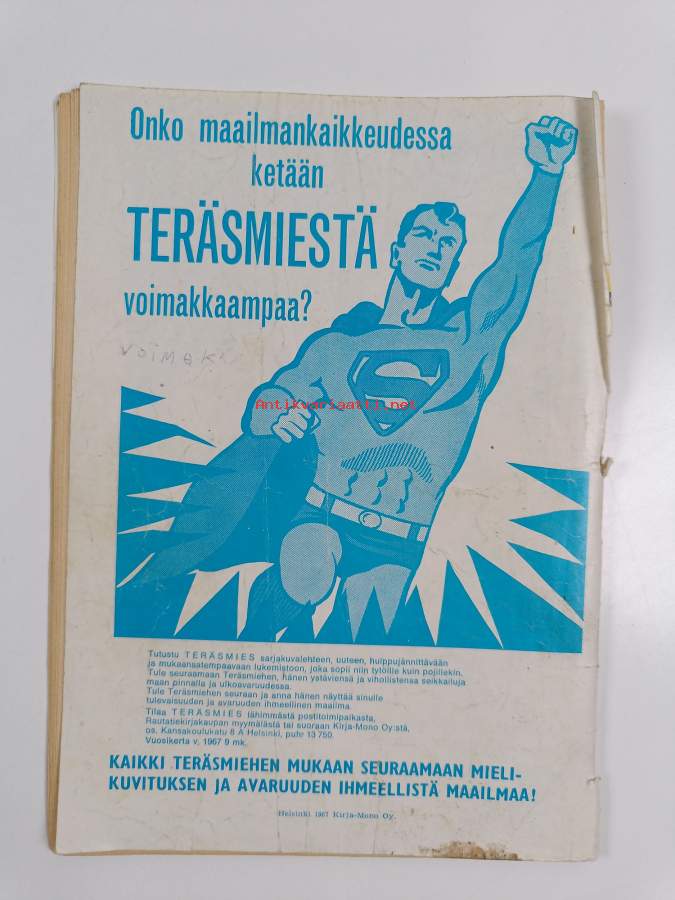 Onko maailmankaikkeudessa
ketään
TERÄSMIESTÄ
voimakkaampaa?
voimak
S
Antikvariaatti.net
Tutustu TERÄSMIES sarjakuvalehteen, uuteen, huippujännittävään
ja mukaansatempaavaan lukemistoon, joka sopii niin tytöille kuin pojillekin.
Tule seuraamaan Teräsmiehen, hänen ystäviensä ja vihollistensa seikkailuja
maan pinnalla ja ulkoavaruudessa.
Tule Teräsmiehen seuraan ja anna hänen näyttää sinulle
tulevaisuuden ja avaruuden ihmeellinen maailma.
Tilaa TERÄSMIES lähimmästä postitoimipaikasta,
Rautatiekirjakaupan myymälästä tai suoraan Kirja-Mono Oy:stä,
os. Kansakoulukatu 8 A Helsinki, puh: 13 750.
Vuosikerta v. 1967 9 mk.
KAIKKI TERÄSMIEHEN MUKAAN SEURAAMAAN MIELI-
KUVITUKSEN JA AVARUUDEN IHMEELLISTÄ MAAILMAA!
Helsinki 1967 Kirja-Mono Oy.